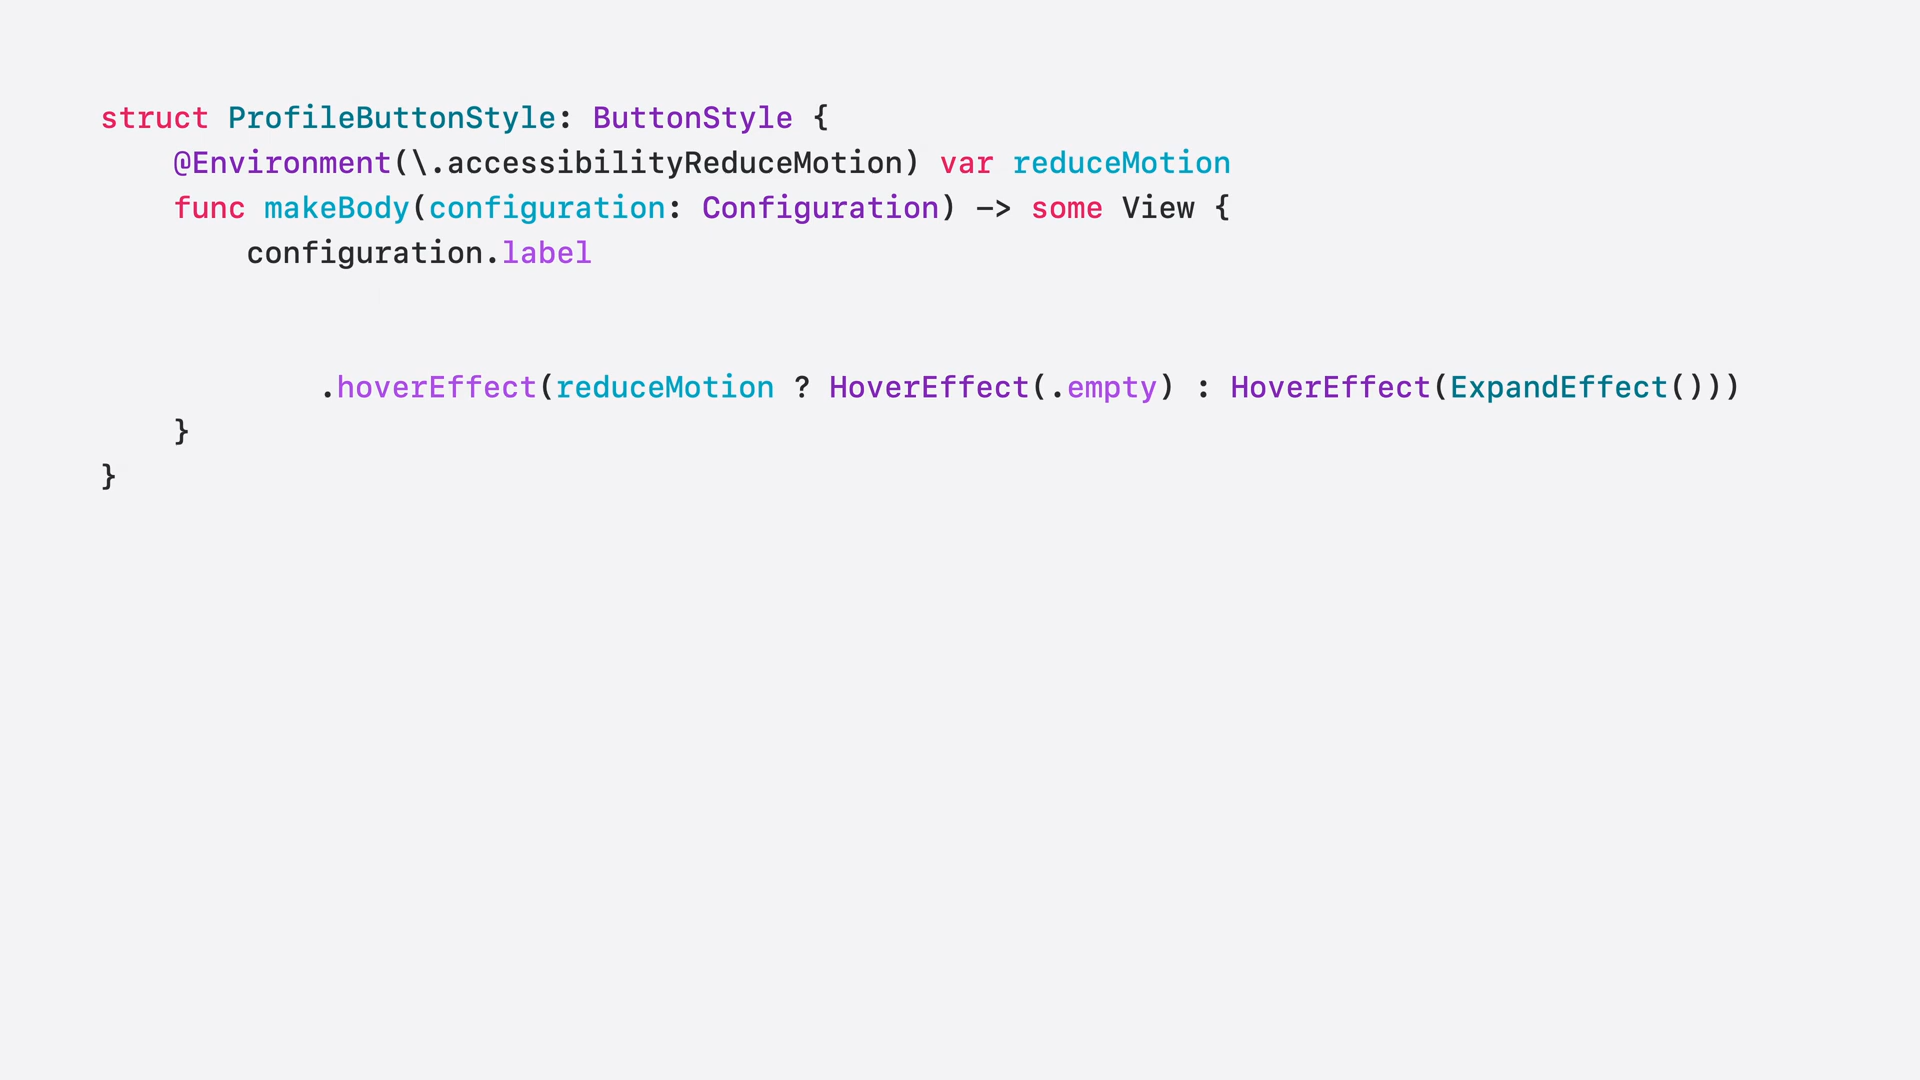 struct ProfileButtonStyle: ButtonStyle {
    @Environment(\.accessibilityReduceMotion) var reduceMotion
    func makeBody(configuration: Configuration) -> some View {
        configuration.label
            .hoverEffect(reduceMotion ? HoverEffect(.empty) : HoverEffect(ExpandEffect()))
    }
}